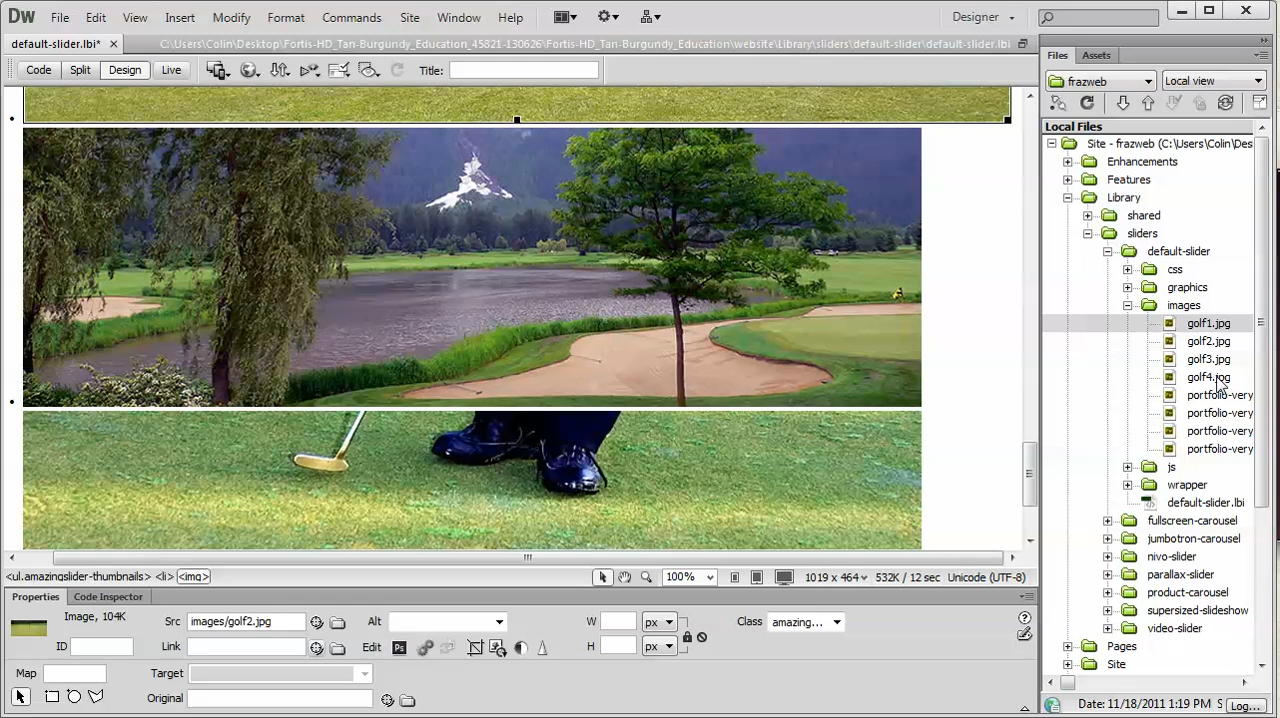 Dw File Edit View Insert Modify Format Commands Site Window Help Designer
default-slider.lbi* C:\Users\Colin\Desktop\Fortis-HD_Tan-Burgundy_Education_45821-130626\Fortis-HD_Tan-Burgundy_Education\website\Library\sliders\default-slider\default-slider.lbi
Code Split Design Live Title:
Files Assets
frazweb Local view
Local Files
Site - frazweb (C:\Users\Colin\Des
Enhancements
Features
Library
shared
sliders
default-slider
css
graphics
images
golf1.jpg
golf2.jpg
golf3.jpg
golf4.jpg
portfolio-very
portfolio-very
portfolio-very
portfolio-very
js
wrapper
default-slider.lbi
fullscreen-carousel
jumbotron-carousel
nivo-slider
parallax-slider
product-carousel
supersized-slideshow
video-slider
Pages
Site
<ul.amazingslider-thumbnails> <li> <img> 100% 1019 x 464 532K / 12 sec Unicode (UTF-8)
Properties Code Inspector
Image, 104K Src images/golf2.jpg Alt W px Class amazing...
ID Link Edit Ps H px
Map Target
Original
Date: 11/18/2011 1:19 PM S Log...